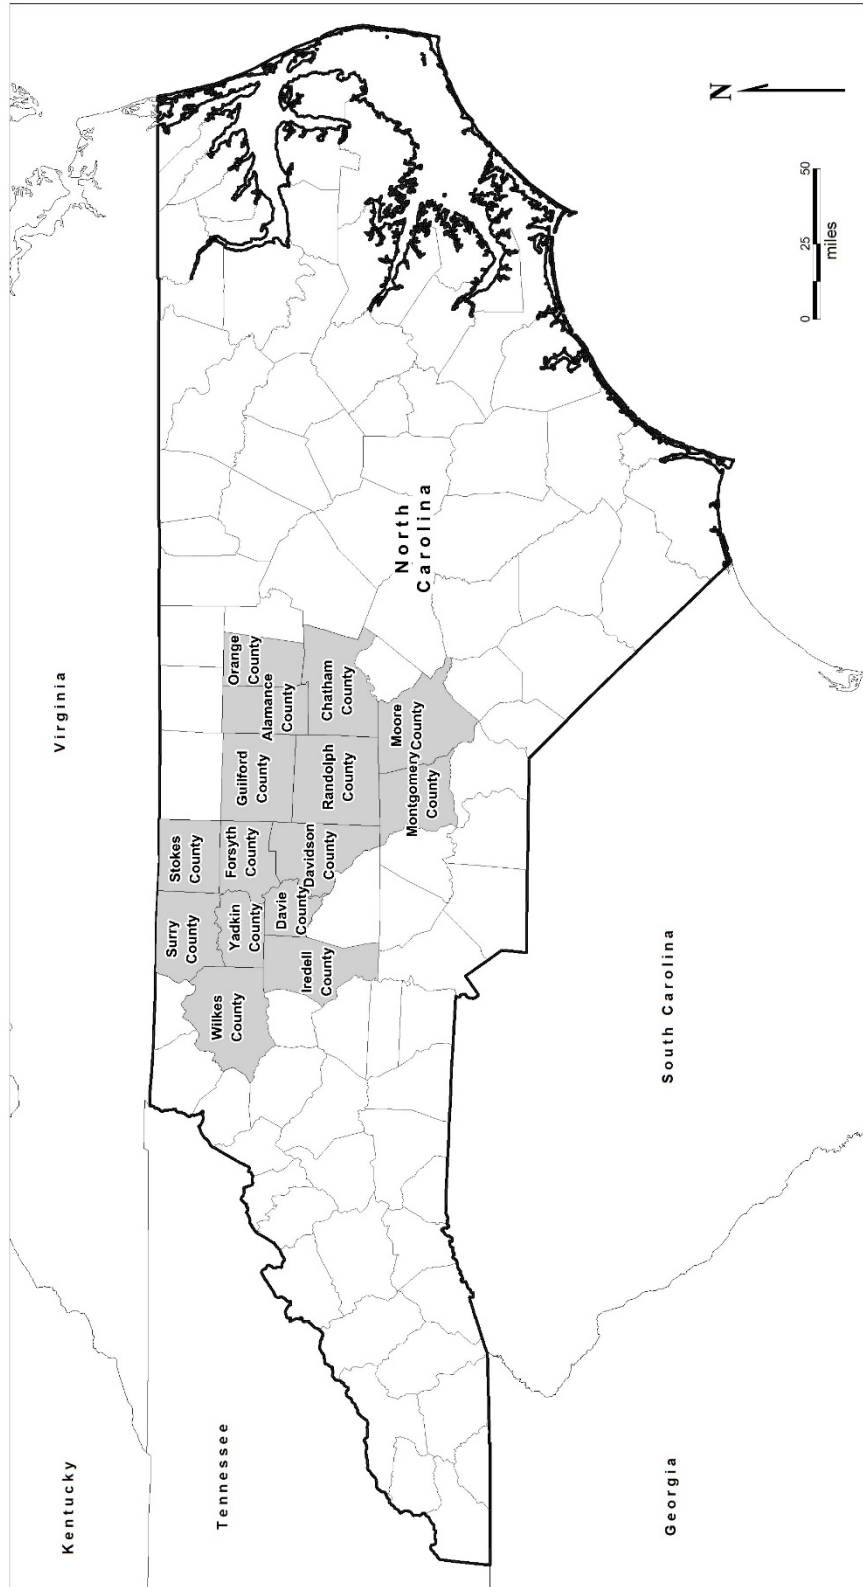 Kentucky
Virginia
Tennessee
Surry
County
Stokes
County
Wilkes
County
Yadkin
County
Forsyth
County
Guilford
County
Alamance
County
Orange
County
Iredell
County
Davie
County
Davidson
County
Randolph
County
Chatham
County
Montgomery
County
Moore
County
North
Carolina
Georgia
South Carolina
0
25
50
miles
N